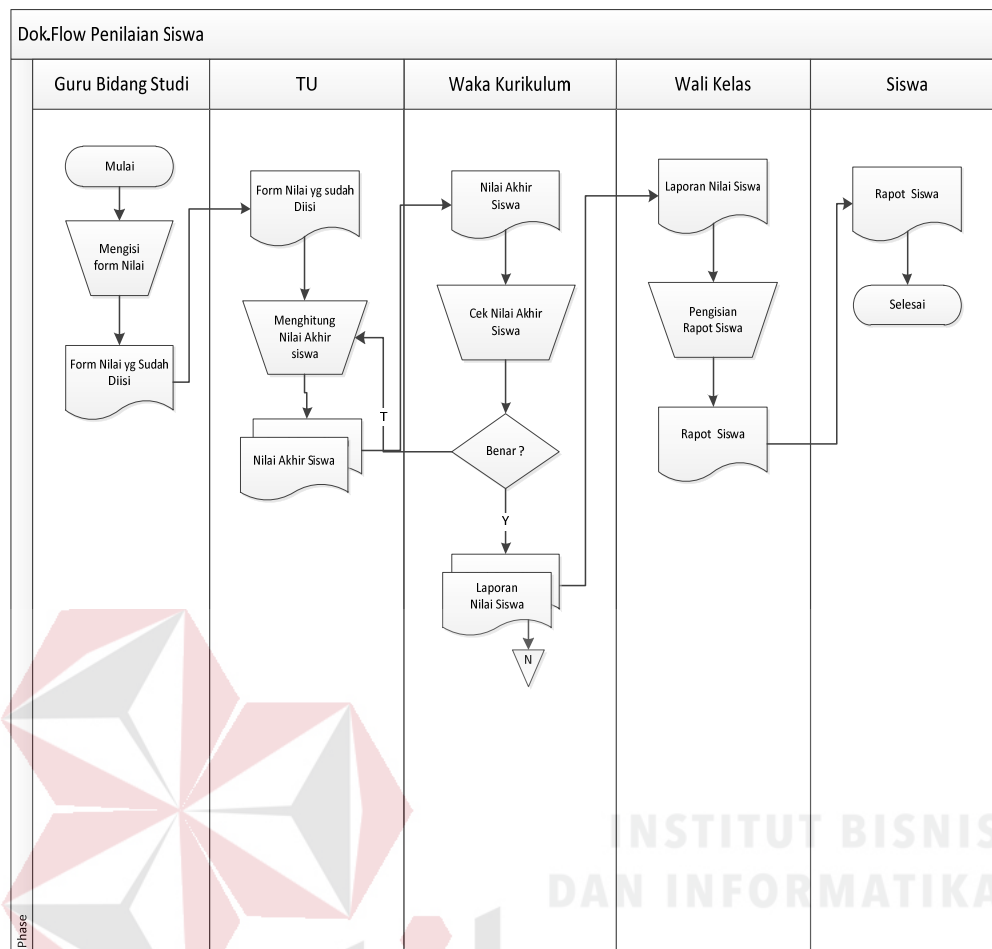 Dok.Flow Penilaian Siswa
Guru Bidang Studi
TU
Waka Kurikulum
Wali Kelas
Siswa
Mulai
Mengisi
form Nilai
Form Nilai yg Sudah
Diisi
Form Nilai yg sudah
Diisi
Menghitung
Nilai Akhir
siswa
T
Nilai Akhir Siswa
Nilai Akhir
Siswa
Cek Nilai Akhir
Siswa
Benar ?
Y
Laporan
Nilai Siswa
N
Laporan Nilai Siswa
Pengisian
Rapot Siswa
Rapot Siswa
Rapot Siswa
Selesai
Phase
INSTITUT BISNIS
DAN INFORMATIKA